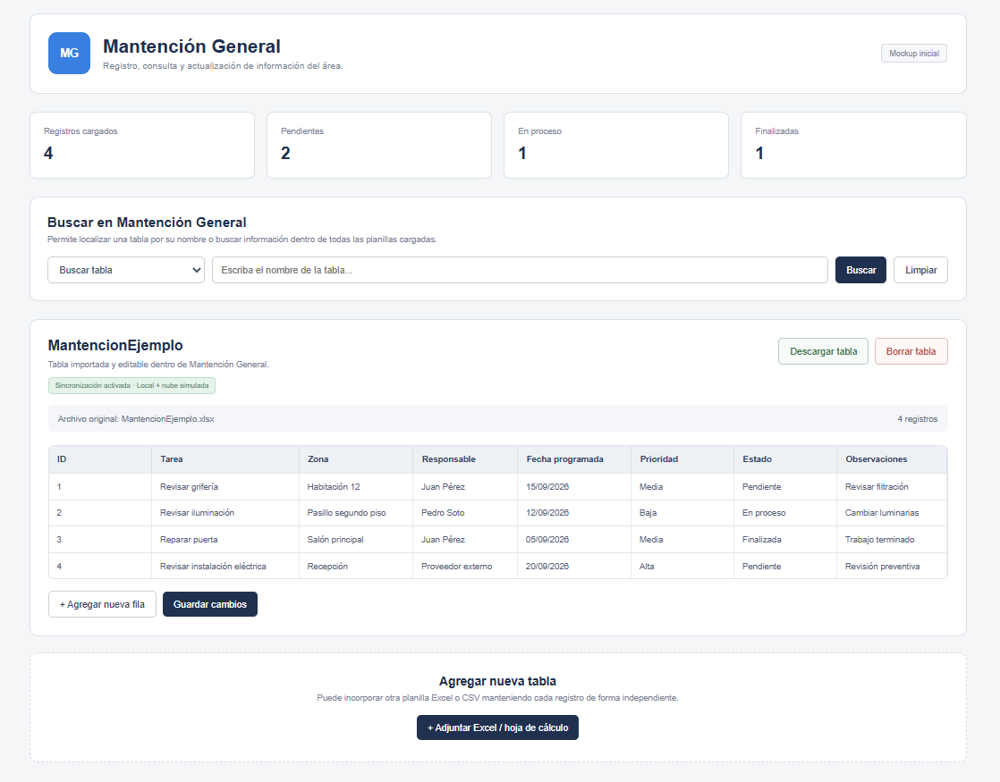 MG
Mantención General
Registro, consulta y actualización de información del área.
Mockup inicial
Registros cargados
4
Pendientes
2
En proceso
1
Finalizadas
1
Buscar en Mantención General
Permite localizar una tabla por su nombre o buscar información dentro de todas las planillas cargadas.
Buscar tabla
Escriba el nombre de la tabla...
Buscar
Limpiar
MantencionEjemplo
Tabla importada y editable dentro de Mantención General.
Sincronización activada · Local + nube simulada
Descargar tabla
Borrar tabla
Archivo original: MantencionEjemplo.xlsx
4 registros
ID Tarea Zona Responsable Fecha programada Prioridad Estado Observaciones
1 Revisar grifería Habitación 12 Juan Pérez 15/09/2026 Media Pendiente Revisar filtración
2 Revisar iluminación Pasillo segundo piso Pedro Soto 12/09/2026 Baja En proceso Cambiar luminarias
3 Reparar puerta Salón principal Juan Pérez 05/09/2026 Media Finalizada Trabajo terminado
4 Revisar instalación eléctrica Recepción Proveedor externo 20/09/2026 Alta Pendiente Revisión preventiva
+ Agregar nueva fila
Guardar cambios
Agregar nueva tabla
Puede incorporar otra planilla Excel o CSV manteniendo cada registro de forma independiente.
+ Adjuntar Excel / hoja de cálculo